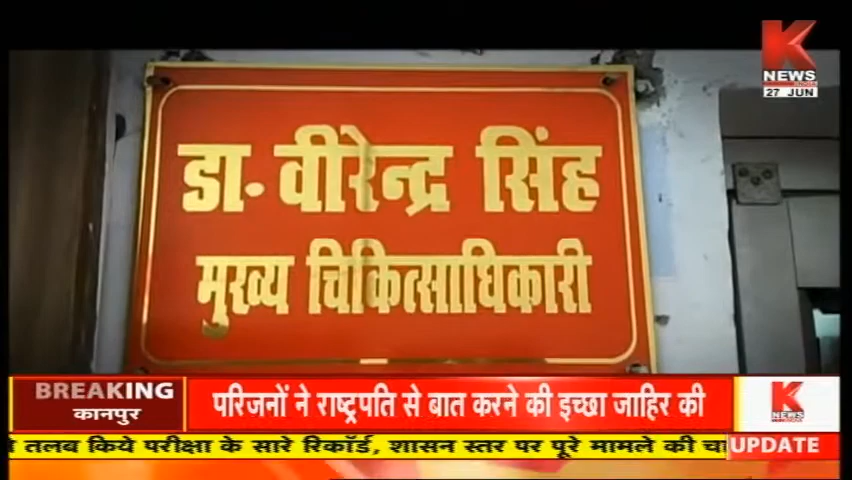 K
NEWS
27 JUN
डा. वीरेन्द्र सिंह
मुख्य चिकित्साधिकारी
BREAKING
कानपुर
परिजनों ने राष्ट्रपति से बात करने की इच्छा जाहिर की
K
NEWS
तलब किये परीक्षा के सारे रिकॉर्ड, शासन स्तर पर पूरे मामले की
UPDATE